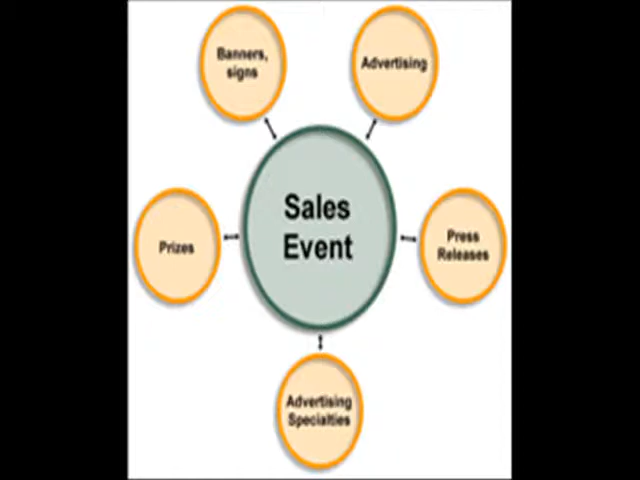 Banners,
signs
Advertising
Sales
Event
Prizes
Press
Releases
Advertising
Specialties